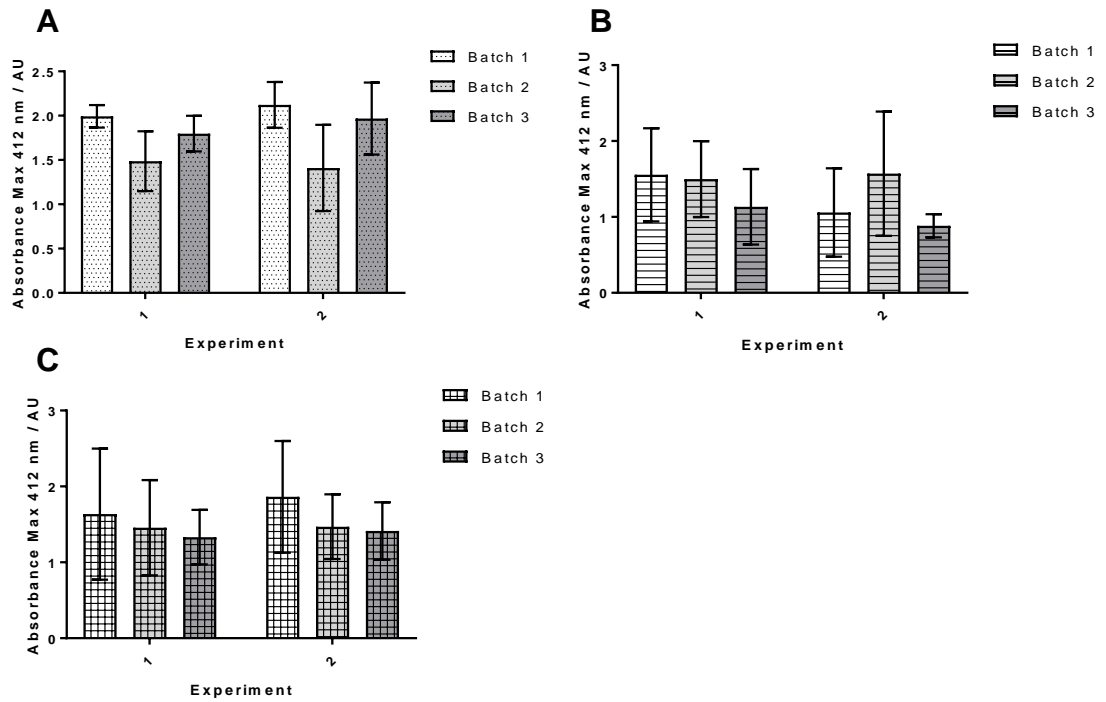 A
Absorbance Max 412 nm / AU
2.5
2.0
1.5
1.0
0.5
0.0
1
2
Experiment
Batch 1
Batch 2
Batch 3
B
Absorbance Max 412 nm / AU
3
2
1
0
1
2
Experiment
Batch 1
Batch 2
Batch 3
C
Absorbance Max 412 nm / AU
3
2
1
0
1
2
Experiment
Batch 1
Batch 2
Batch 3